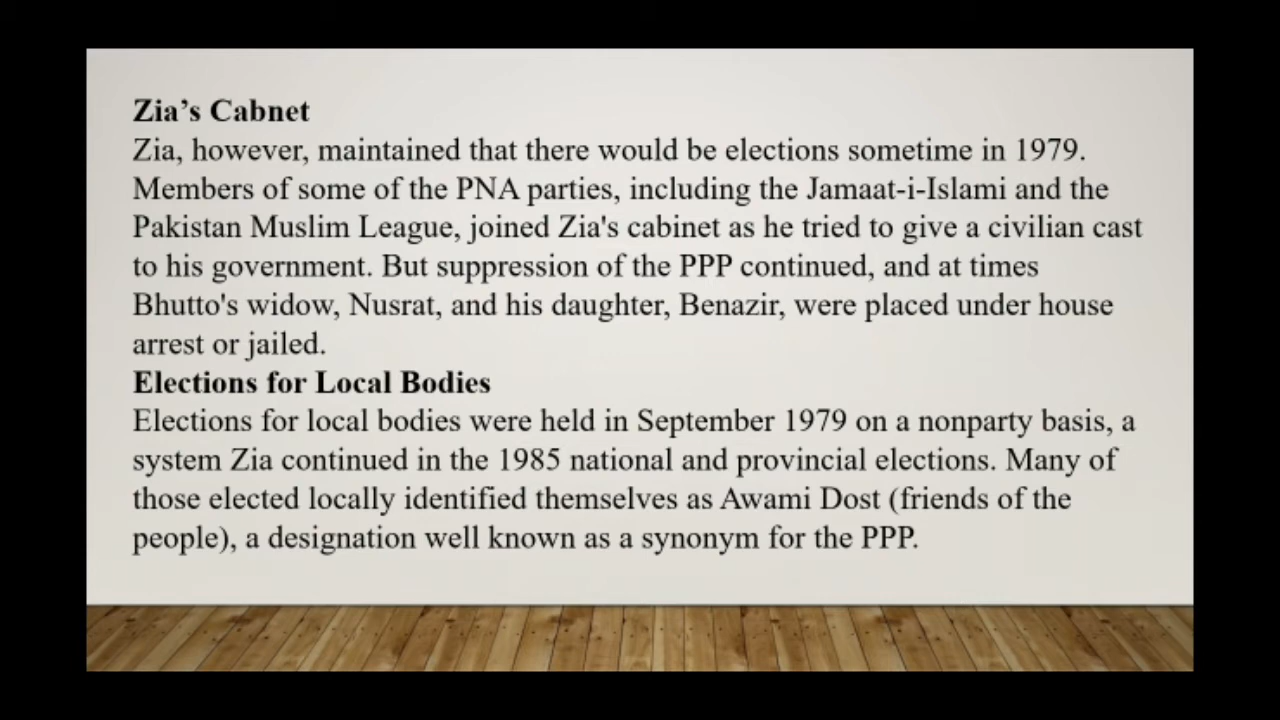 Zia’s Cabnet
Zia, however, maintained that there would be elections sometime in 1979.
Members of some of the PNA parties, including the Jamaat-i-Islami and the
Pakistan Muslim League, joined Zia's cabinet as he tried to give a civilian cast
to his government. But suppression of the PPP continued, and at times
Bhutto's widow, Nusrat, and his daughter, Benazir, were placed under house
arrest or jailed.
Elections for Local Bodies
Elections for local bodies were held in September 1979 on a nonparty basis, a
system Zia continued in the 1985 national and provincial elections. Many of
those elected locally identified themselves as Awami Dost (friends of the
people), a designation well known as a synonym for the PPP.